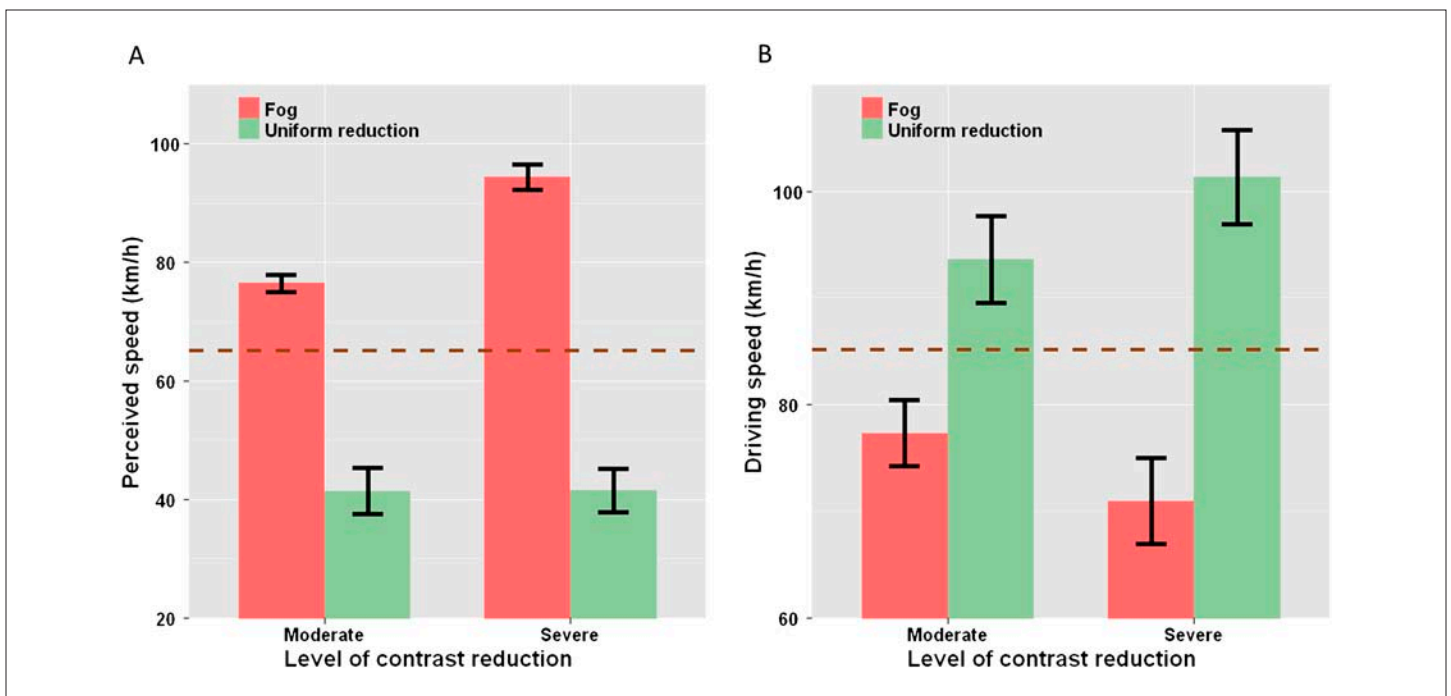 A
Fog
Uniform reduction
100
80
60
40
20
Perceived speed (km/h)
Moderate
Severe
Level of contrast reduction
B
Fog
Uniform reduction
100
80
60
Driving speed (km/h)
Moderate
Severe
Level of contrast reduction